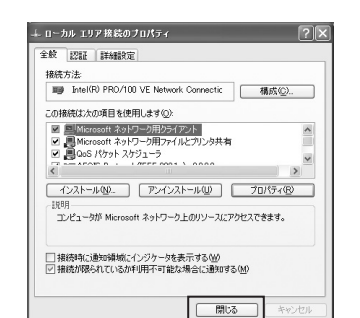 ローカル エリア接続のプロパティ
全般 認証 詳細設定
接続方法:
Intel(R) PRO/100 VE Network Connectic 構成(C)...
この接続は次の項目を使用します(O):
Microsoft ネットワーク用クライアント
Microsoft ネットワーク用ファイルとプリンタ共有
QoS パケット スケジューラ
インストール(N)... アンインストール(U) プロパティ(R)
説明
コンピュータが Microsoft ネットワーク上のリソースにアクセスできます。
接続時に通知領域にインジケータを表示する(W)
接続が限られているか利用不可能な場合に通知する(M)
閉じる キャンセル